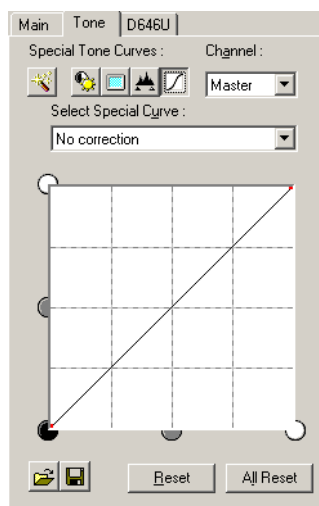 Main Tone D646U
Special Tone Curves : Channel :
Master
Select Special Curve :
No correction
Reset All Reset